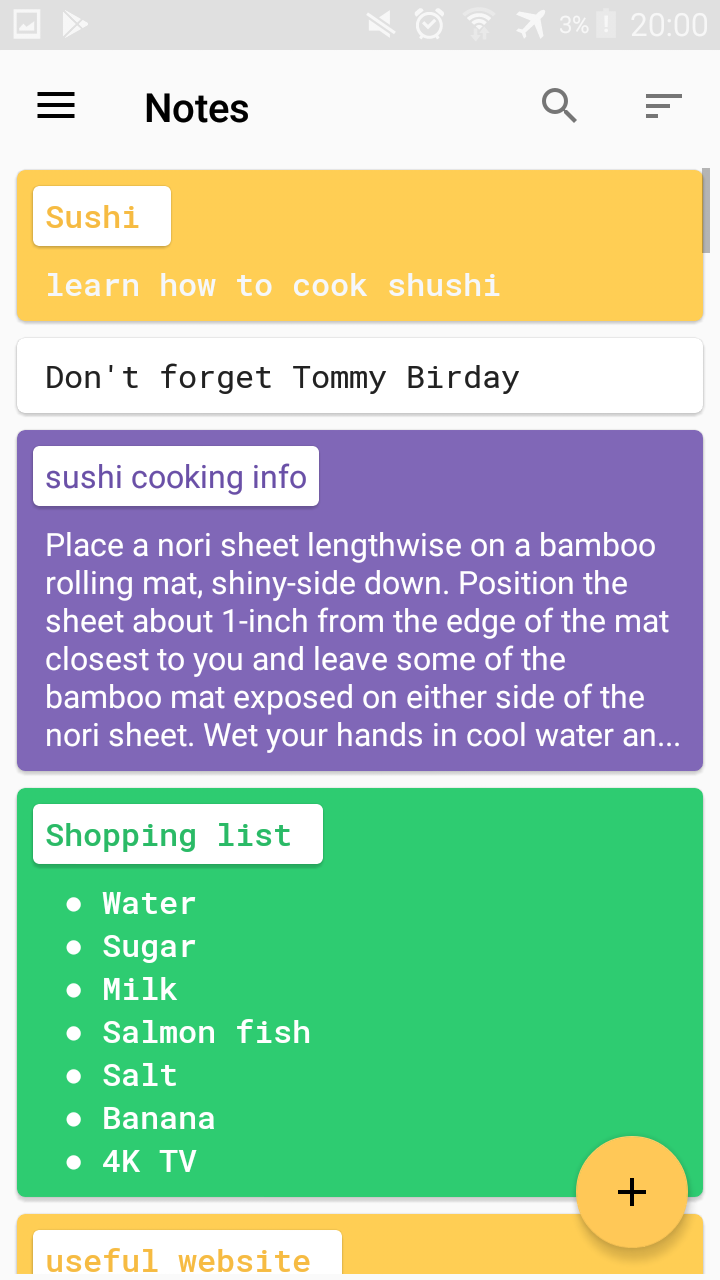 3% 20:00
Notes
Sushi
learn how to cook shushi
Don't forget Tommy Birday
sushi cooking info
Place a nori sheet lengthwise on a bamboo
rolling mat, shiny-side down. Position the
sheet about 1-inch from the edge of the mat
closest to you and leave some of the
bamboo mat exposed on either side of the
nori sheet. Wet your hands in cool water an...
Shopping list
● Water
● Sugar
● Milk
● Salmon fish
● Salt
● Banana
● 4K TV
useful website